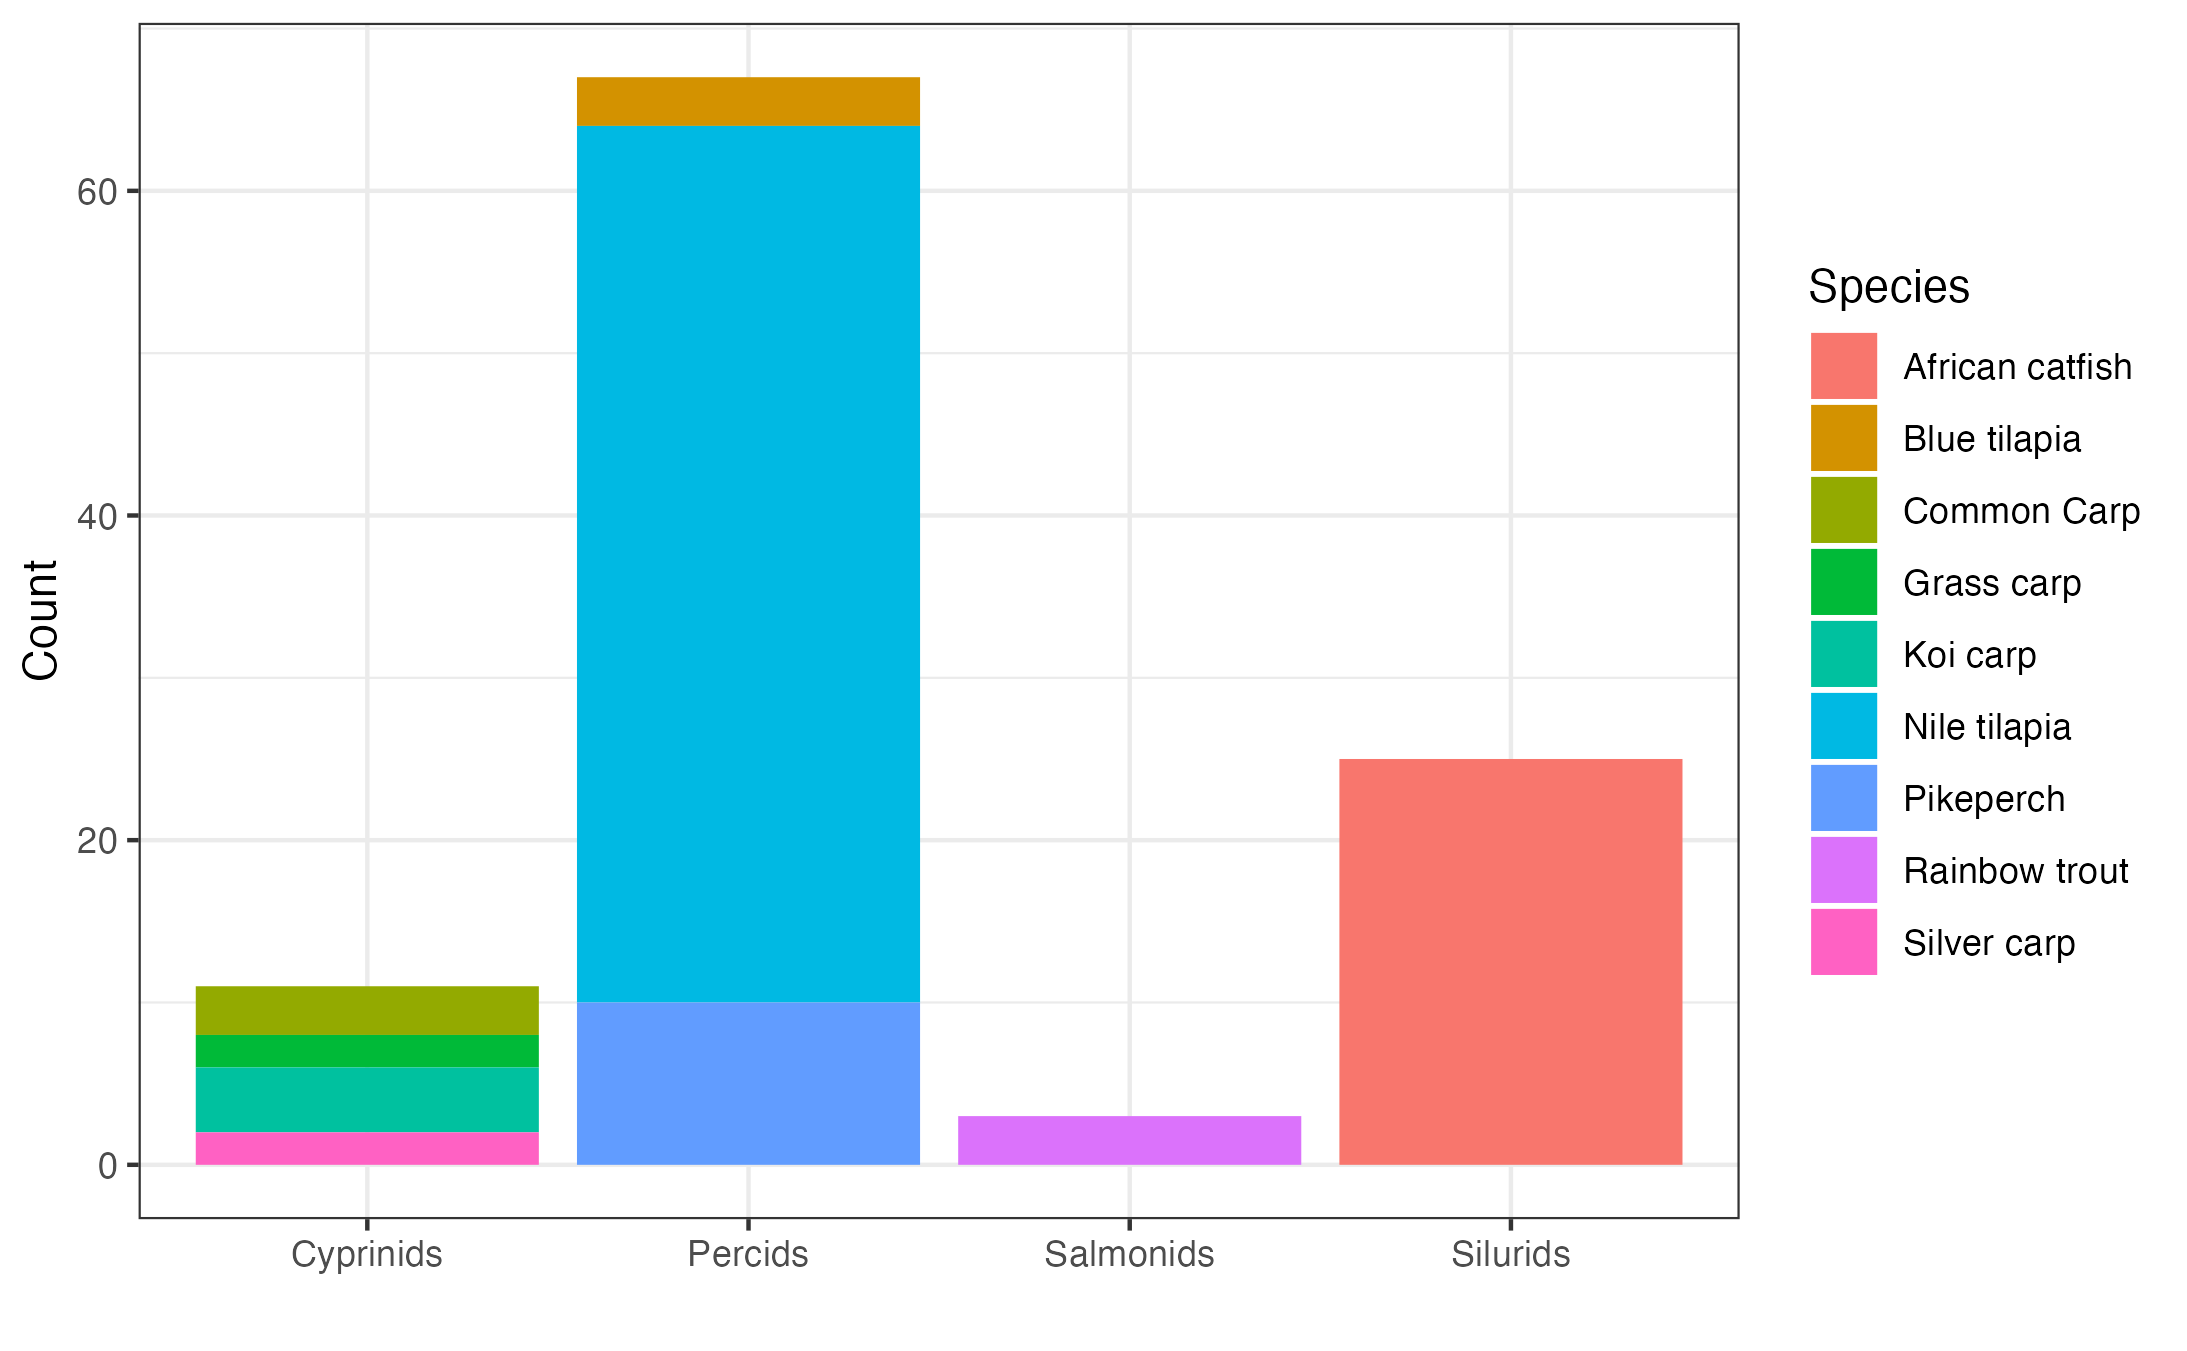 Count
60
40
20
0
Cyprinids
Percids
Salmonids
Silurids
Species
African catfish
Blue tilapia
Common Carp
Grass carp
Koi carp
Nile tilapia
Pikeperch
Rainbow trout
Silver carp